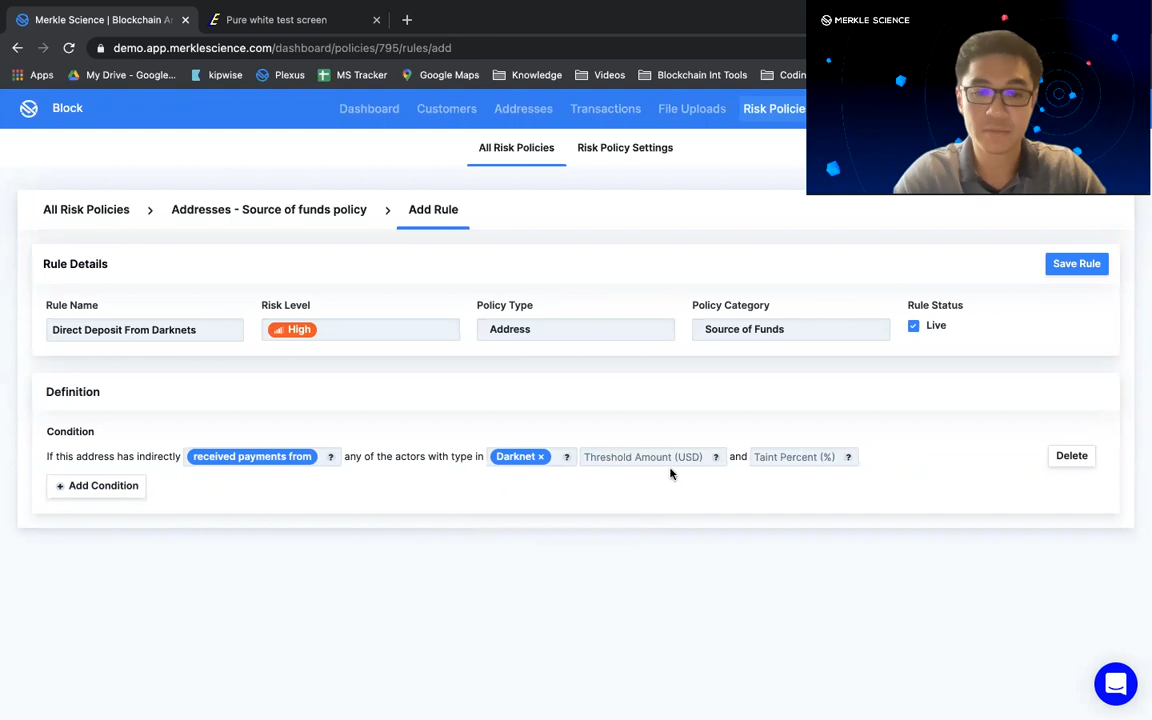 Merkle Science | Blockchain A
Pure white test screen
demo.app.merklescience.com/dashboard/policies/795/rules/add
Apps
My Drive - Google...
kipwise
Plexus
MS Tracker
Google Maps
Knowledge
Videos
Blockchain Int Tools
Codin
MERKLE SCIENCE
Block
Dashboard
Customers
Addresses
Transactions
File Uploads
Risk Policie
All Risk Policies
Risk Policy Settings
All Risk Policies > Addresses - Source of funds policy > Add Rule
Rule Details
Save Rule
Rule Name
Risk Level
Policy Type
Policy Category
Rule Status
Direct Deposit From Darknets
High
Address
Source of Funds
Live
Definition
Condition
If this address has indirectly received payments from ? any of the actors with type in Darknet × ? Threshold Amount (USD) ? and Taint Percent (%) ?
Delete
+ Add Condition